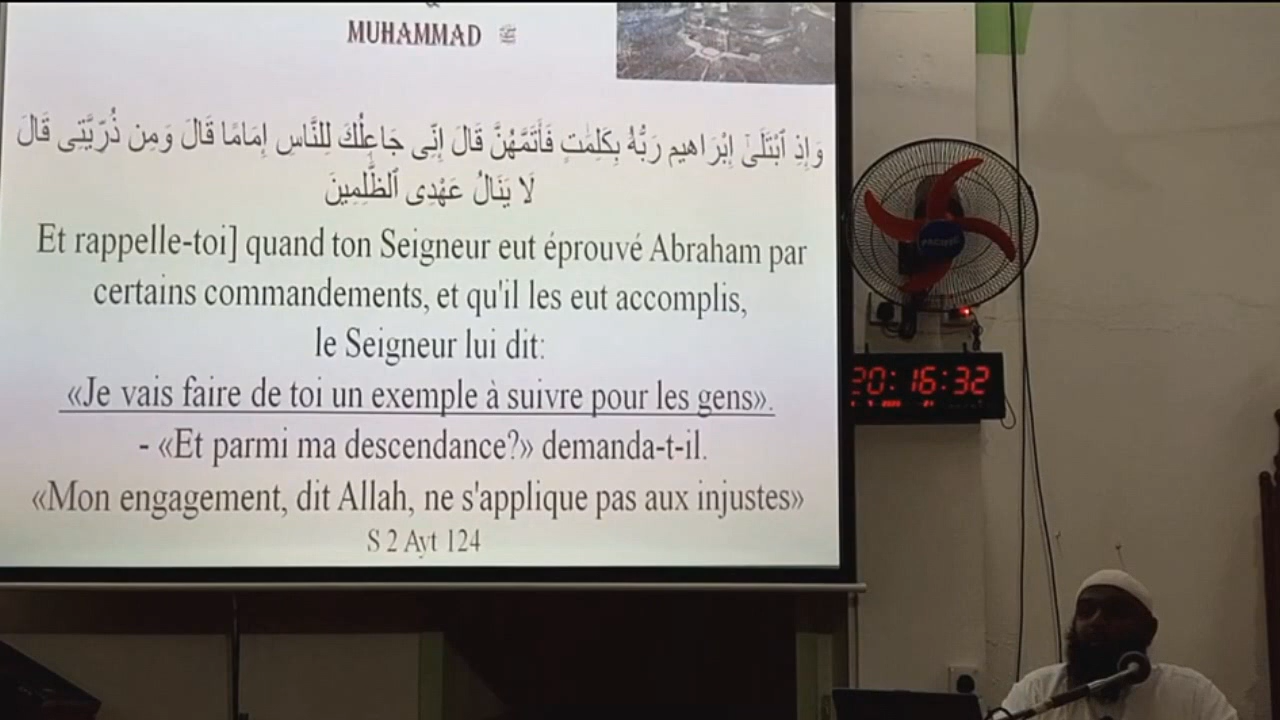 MUHAMMAD ﷺ
وَإِذِ ٱبْتَلَىٰٓ إِبْرَاهيم رَبُّهُۥ بِكَلِمَٰتٍ فَأَتَمَّهُنَّ قَالَ إِنِّى جَاعِلُكَ لِلنَّاسِ إِمَامًا قَالَ وَمِن ذُرِّيَّتِى قَالَ
لَا يَنَالُ عَهْدِى ٱلظَّٰلِمِينَ
Et rappelle-toi] quand ton Seigneur eut éprouvé Abraham par
certains commandements, et qu'il les eut accomplis,
le Seigneur lui dit:
«Je vais faire de toi un exemple à suivre pour les gens».
- «Et parmi ma descendance?» demanda-t-il.
«Mon engagement, dit Allah, ne s'applique pas aux injustes»
S 2 Ayt 124
PACIFIC
20:16:32